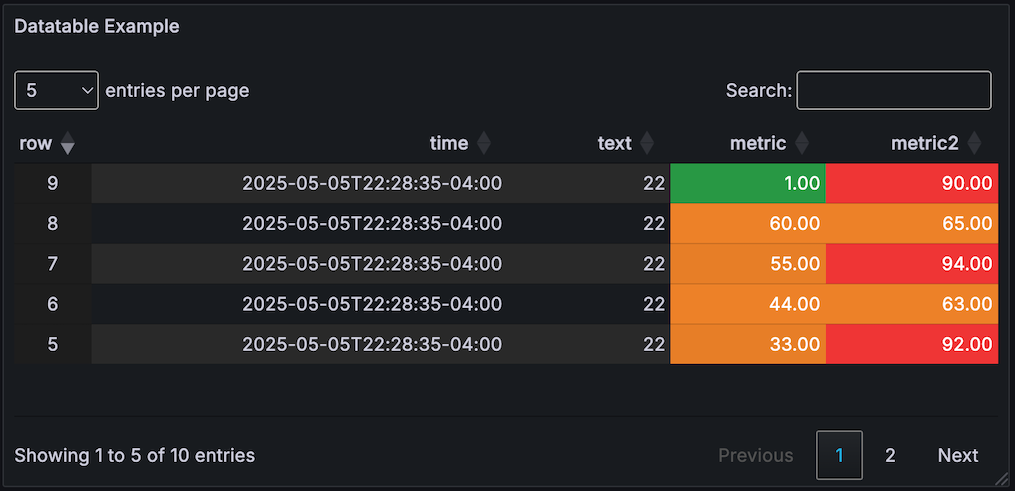 Datatable Example
5 entries per page Search:
row time text metric metric2
9 2025-05-05T22:28:35-04:00 22 1.00 90.00
8 2025-05-05T22:28:35-04:00 22 60.00 65.00
7 2025-05-05T22:28:35-04:00 22 55.00 94.00
6 2025-05-05T22:28:35-04:00 22 44.00 63.00
5 2025-05-05T22:28:35-04:00 22 33.00 92.00
Showing 1 to 5 of 10 entries Previous 1 2 Next